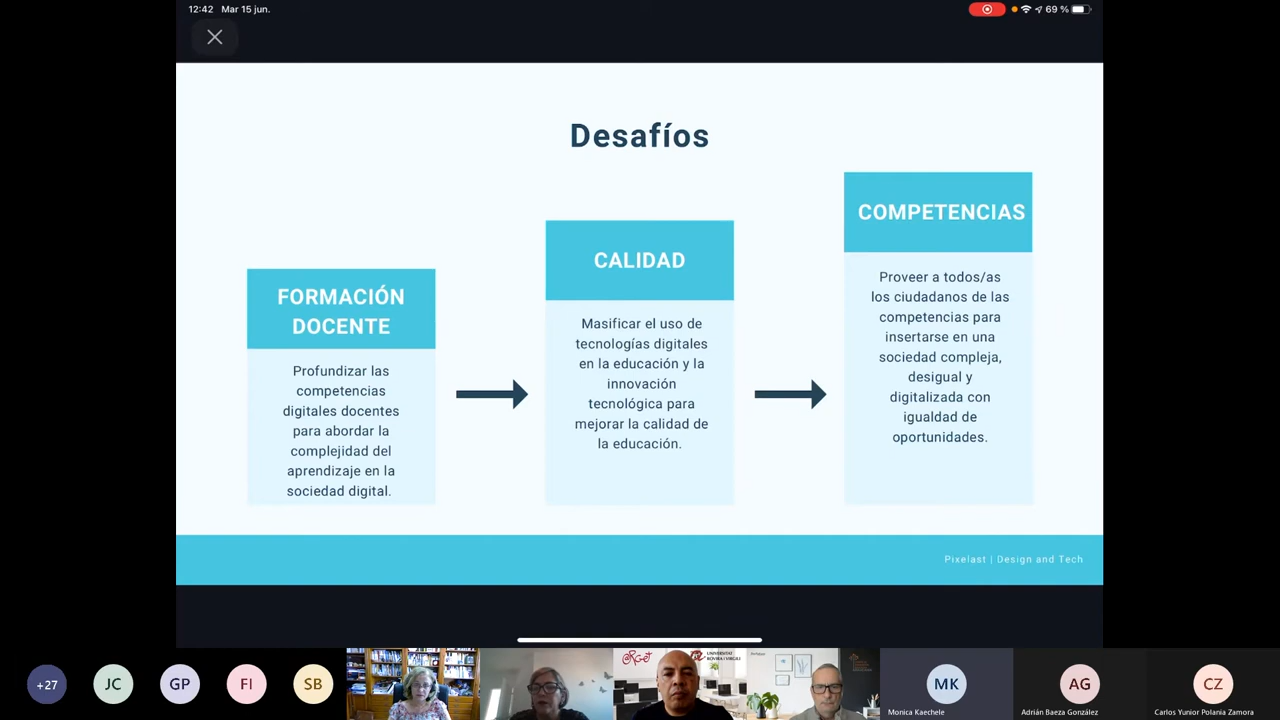 12:42 Mar 15 jun.
69 %
Desafíos
FORMACIÓN
DOCENTE
Profundizar las
competencias
digitales docentes
para abordar la
complejidad del
aprendizaje en la
sociedad digital.
CALIDAD
Masificar el uso de
tecnologías digitales
en la educación y la
innovación
tecnológica para
mejorar la calidad de
la educación.
COMPETENCIAS
Proveer a todos/as
los ciudadanos de las
competencias para
insertarse en una
sociedad compleja,
desigual y
digitalizada con
igualdad de
oportunidades.
Pixelast | Design and Tech
+27
JC
GP
FI
SB
UNIVERSITAT
ROVIRA I VIRGILI
MK
Monica Kaechele
AG
Adrián Baeza González
CZ
Carlos Yunior Polania Zamora